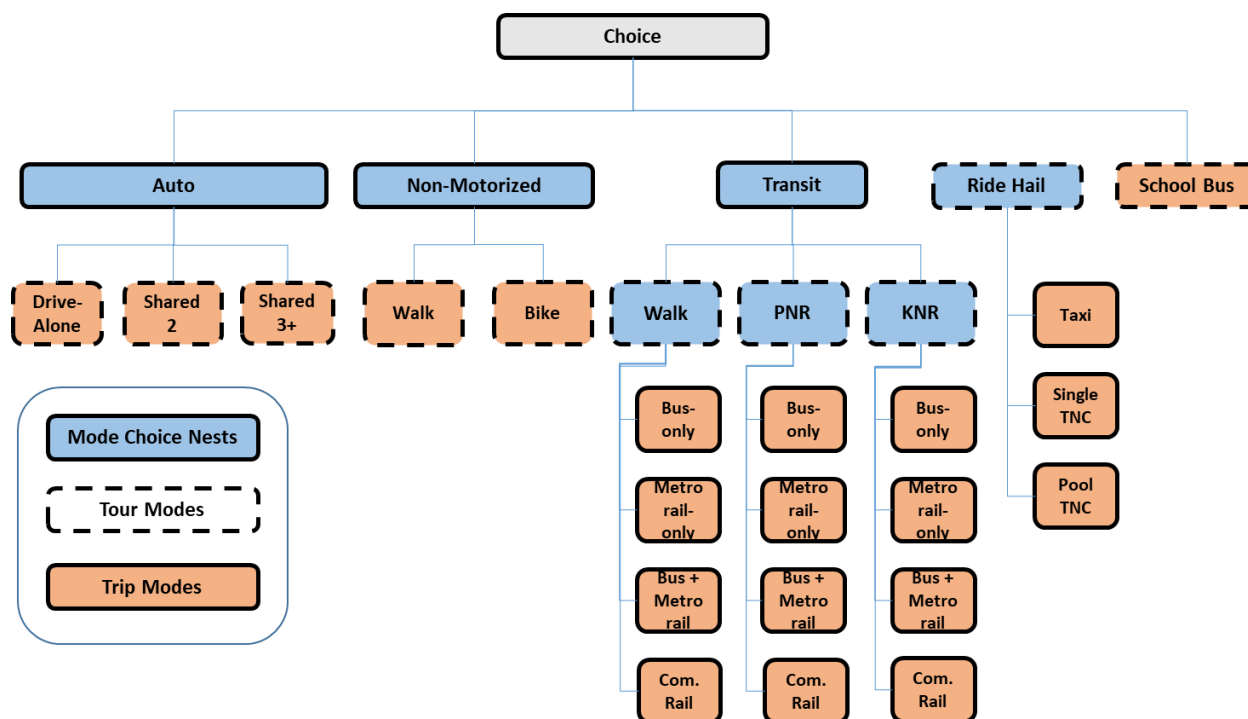 Choice
Auto
Non-Motorized
Transit
Ride Hail
School Bus
Drive-
Alone
Shared
2
Shared
3+
Walk
Bike
Walk
PNR
KNR
Taxi
Single
TNC
Pool
TNC
Bus-
only
Metro
rail-
only
Bus +
Metro
rail
Com.
Rail
Bus-
only
Metro
rail-
only
Bus +
Metro
rail
Com.
Rail
Bus-
only
Metro
rail-
only
Bus +
Metro
rail
Com.
Rail
Mode Choice Nests
Tour Modes
Trip Modes